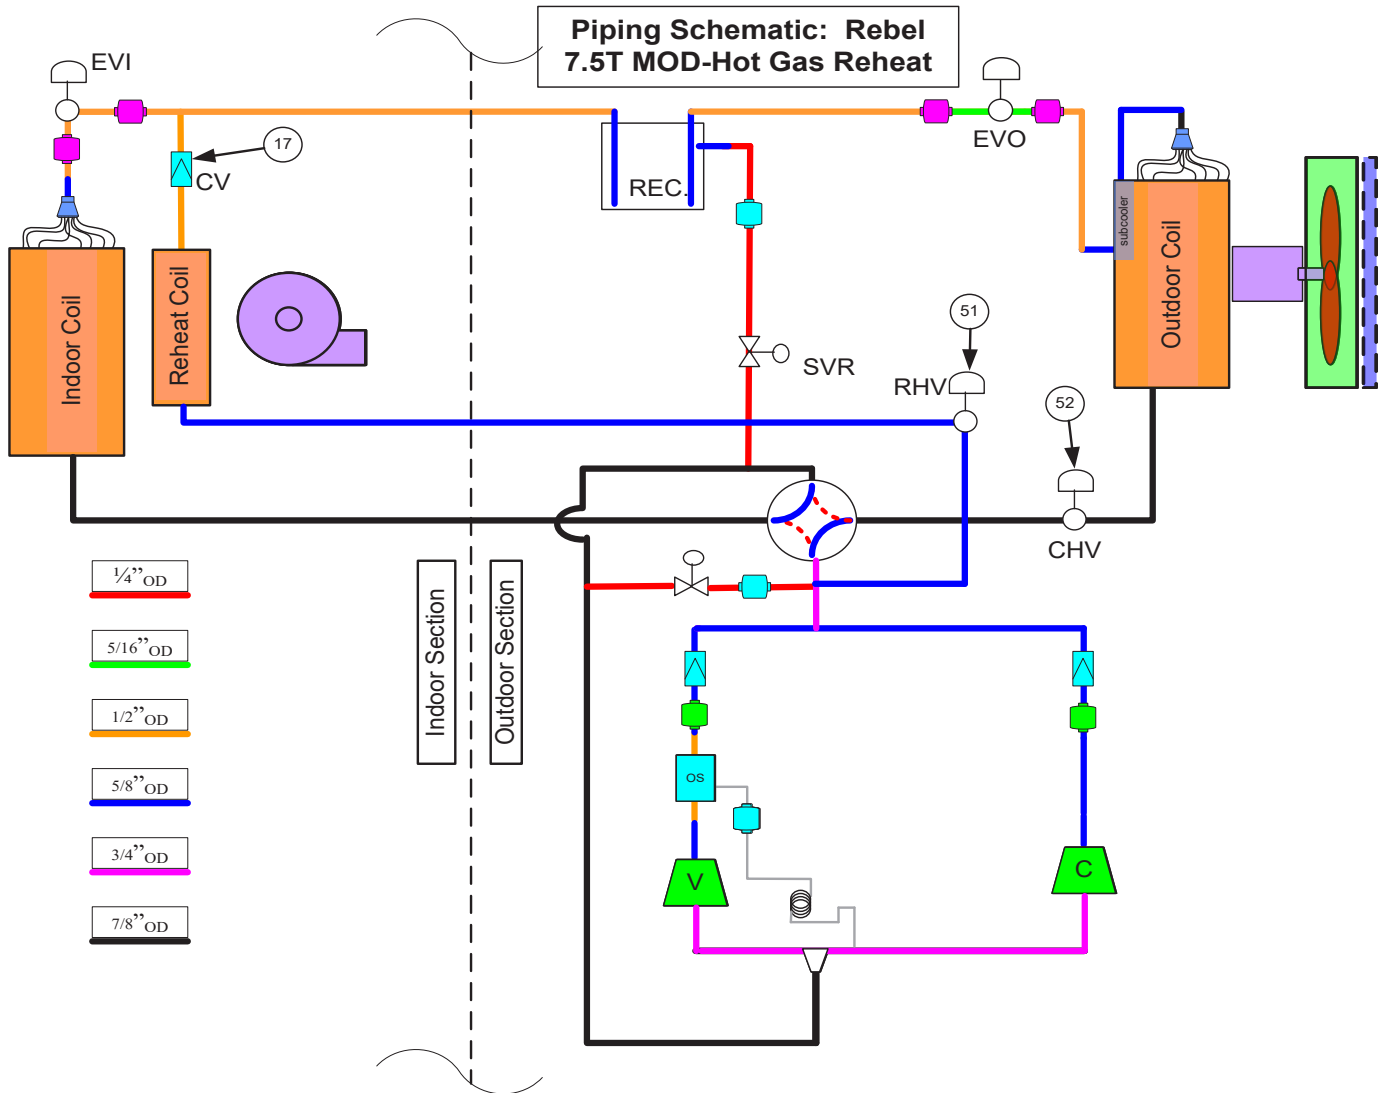 Piping Schematic: Rebel
7.5T MOD-Hot Gas Reheat
EVI
EVO
17
CV
REC.
subcooler
Outdoor Coil
Indoor Coil
Reheat Coil
51
SVR
RHV
52
CHV
Indoor Section
Outdoor Section
1/4”OD
5/16”OD
1/2”OD
5/8”OD
3/4”OD
7/8”OD
OS
V
C